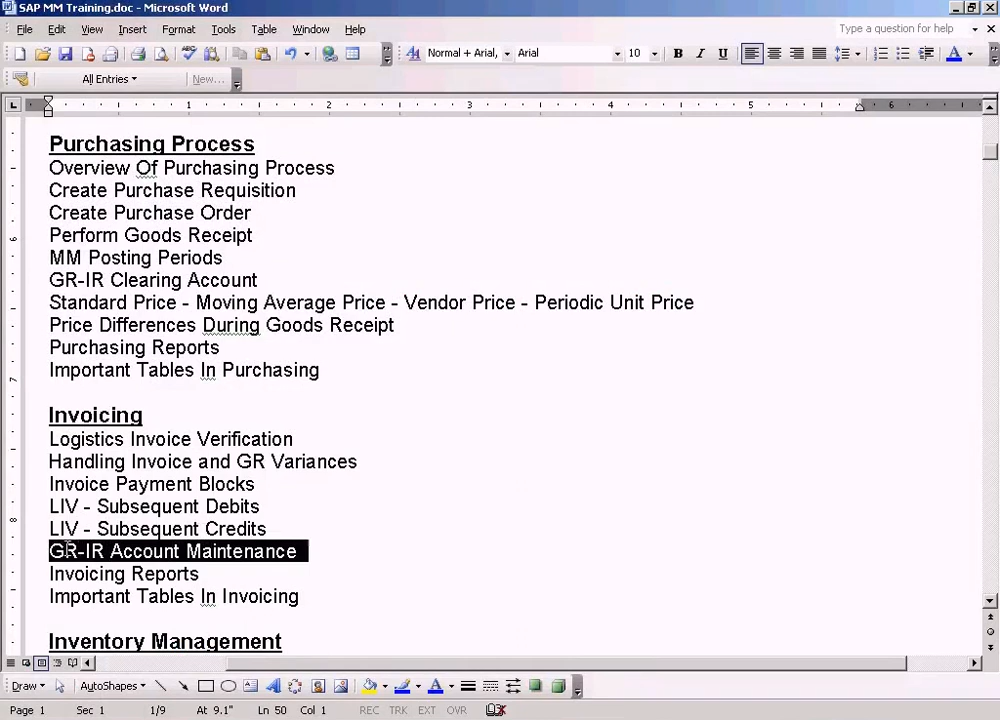 SAP MM Training.doc - Microsoft Word
File Edit View Insert Format Tools Table Window Help Type a question for help
Normal + Arial, Arial 10 B I U A
All Entries New...
1 2 3 4 5 6
Purchasing Process
Overview Of Purchasing Process
Create Purchase Requisition
Create Purchase Order
Perform Goods Receipt
MM Posting Periods
GR-IR Clearing Account
Standard Price - Moving Average Price - Vendor Price - Periodic Unit Price
Price Differences During Goods Receipt
Purchasing Reports
Important Tables In Purchasing
Invoicing
Logistics Invoice Verification
Handling Invoice and GR Variances
Invoice Payment Blocks
LIV - Subsequent Debits
LIV - Subsequent Credits
GR-IR Account Maintenance
Invoicing Reports
Important Tables In Invoicing
Inventory Management
Draw AutoShapes A
Page 1 Sec 1 1/9 At 9.1" Ln 50 Col 1 REC TRK EXT OVR